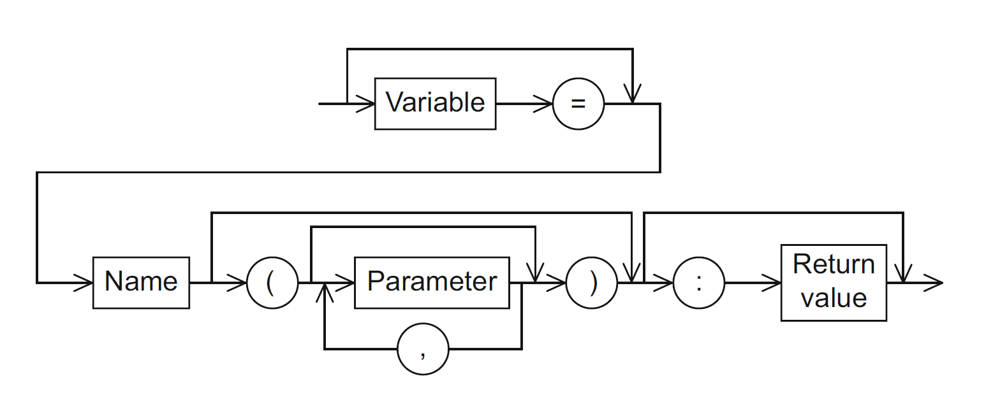 Variable =
Name ( Parameter ) : Return
value
,